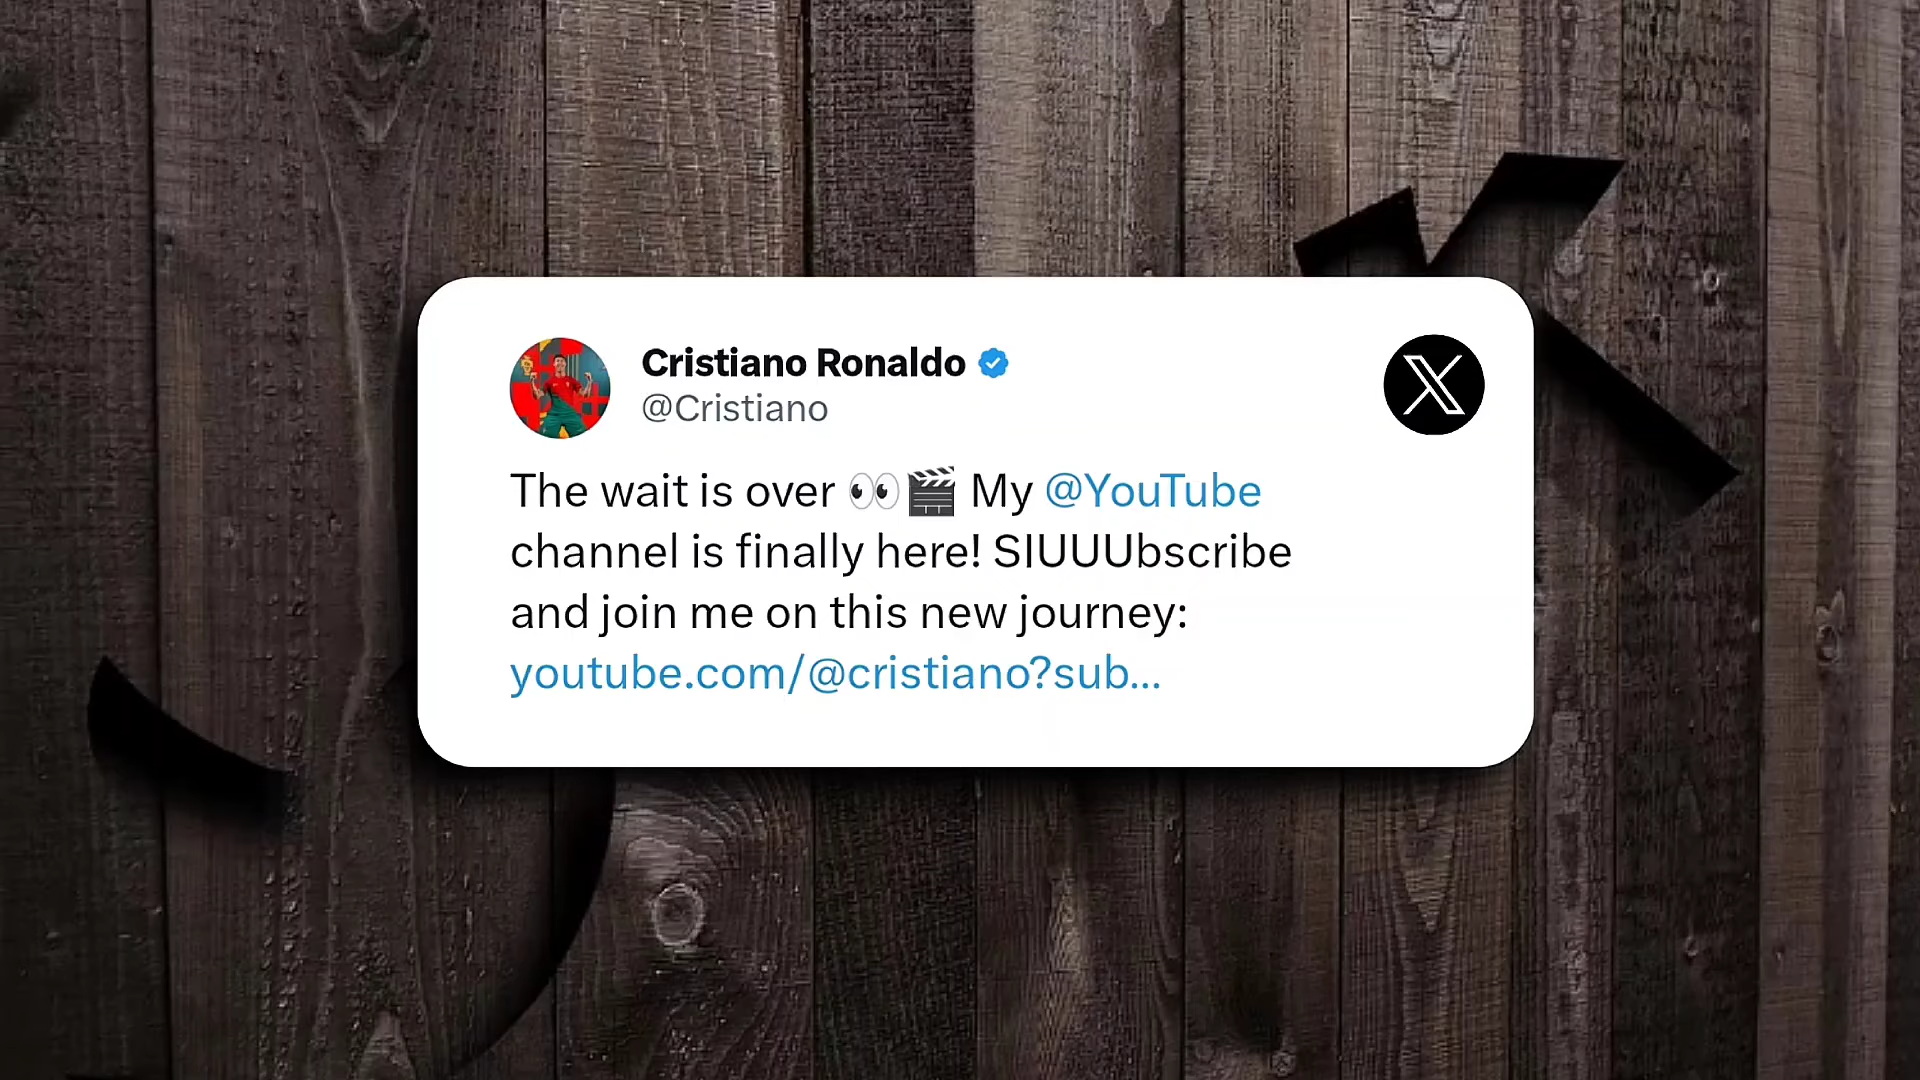 Cristiano Ronaldo
@Cristiano
The wait is over 👀🎬 My @YouTube
channel is finally here! SIUUUbscribe
and join me on this new journey:
youtube.com/@cristiano?sub...